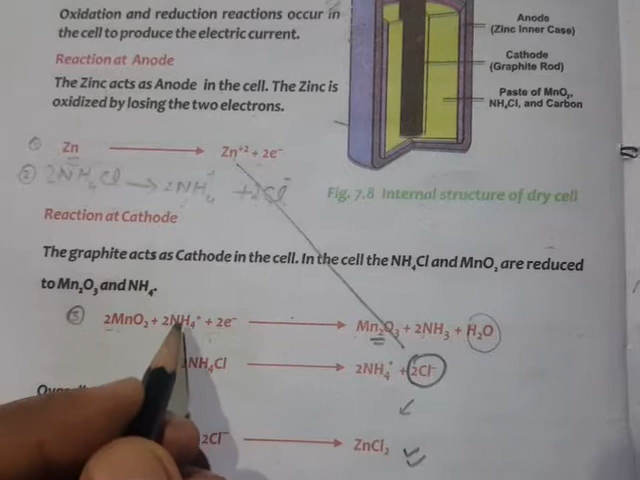 Oxidation and reduction reactions occur in
the cell to produce the electric current.
Reaction at Anode
The Zinc acts as Anode in the cell. The Zinc is
oxidized by losing the two electrons.
Anode
(Zinc Inner Case)
Cathode
(Graphite Rod)
Paste of MnO₂,
NH₄Cl, and Carbon
① Zn ⟶ Zn⁺² + 2e⁻
② 2NH₄Cl → 2NH₄⁺ + 2Cl⁻
Fig. 7.8 Internal structure of dry cell
Reaction at Cathode
The graphite acts as Cathode in the cell. In the cell the NH₄Cl and MnO₂ are reduced
to Mn₂O₃ and NH₄.
2MnO₂ + 2NH₄⁺ + 2e⁻ ⟶ Mn₂O₃ + 2NH₃ + H₂O
NH₄Cl ⟶ 2NH₄⁺ + 2Cl⁻
2Cl⁻ ⟶ ZnCl₂